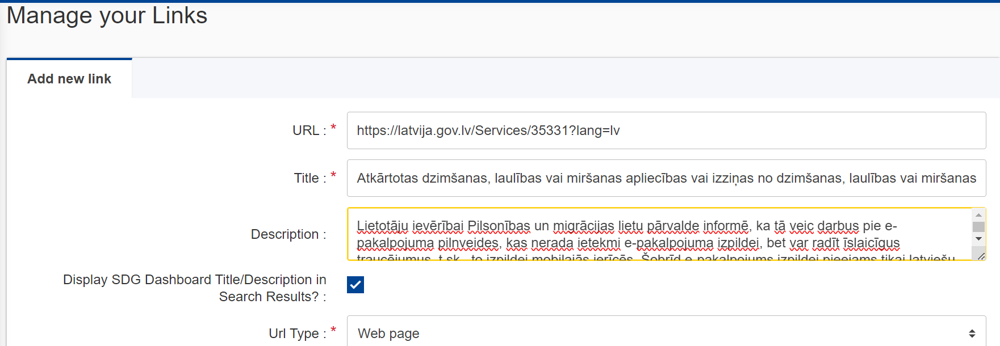 Manage your Links
Add new link
URL : *
https://latvija.gov.lv/Services/35331?lang=lv
Title : *
Atkārtotas dzimšanas, laulības vai miršanas apliecības vai izziņas no dzimšanas, laulības vai miršanas
Description :
Lietotāju ievērībai Pilsonības un migrācijas lietu pārvalde informē, ka tā veic darbus pie e-
pakalpojuma pilnveides, kas nerada ietekmi e-pakalpojuma izpildei, bet var radīt īslaicīgus
traucējumus, t.sk., to izpildei mobilajās ierīcēs. Šobrīd e-pakalpojums izpildei pieejams tikai latviešu
Display SDG Dashboard Title/Description in
Search Results? :
Url Type : *
Web page